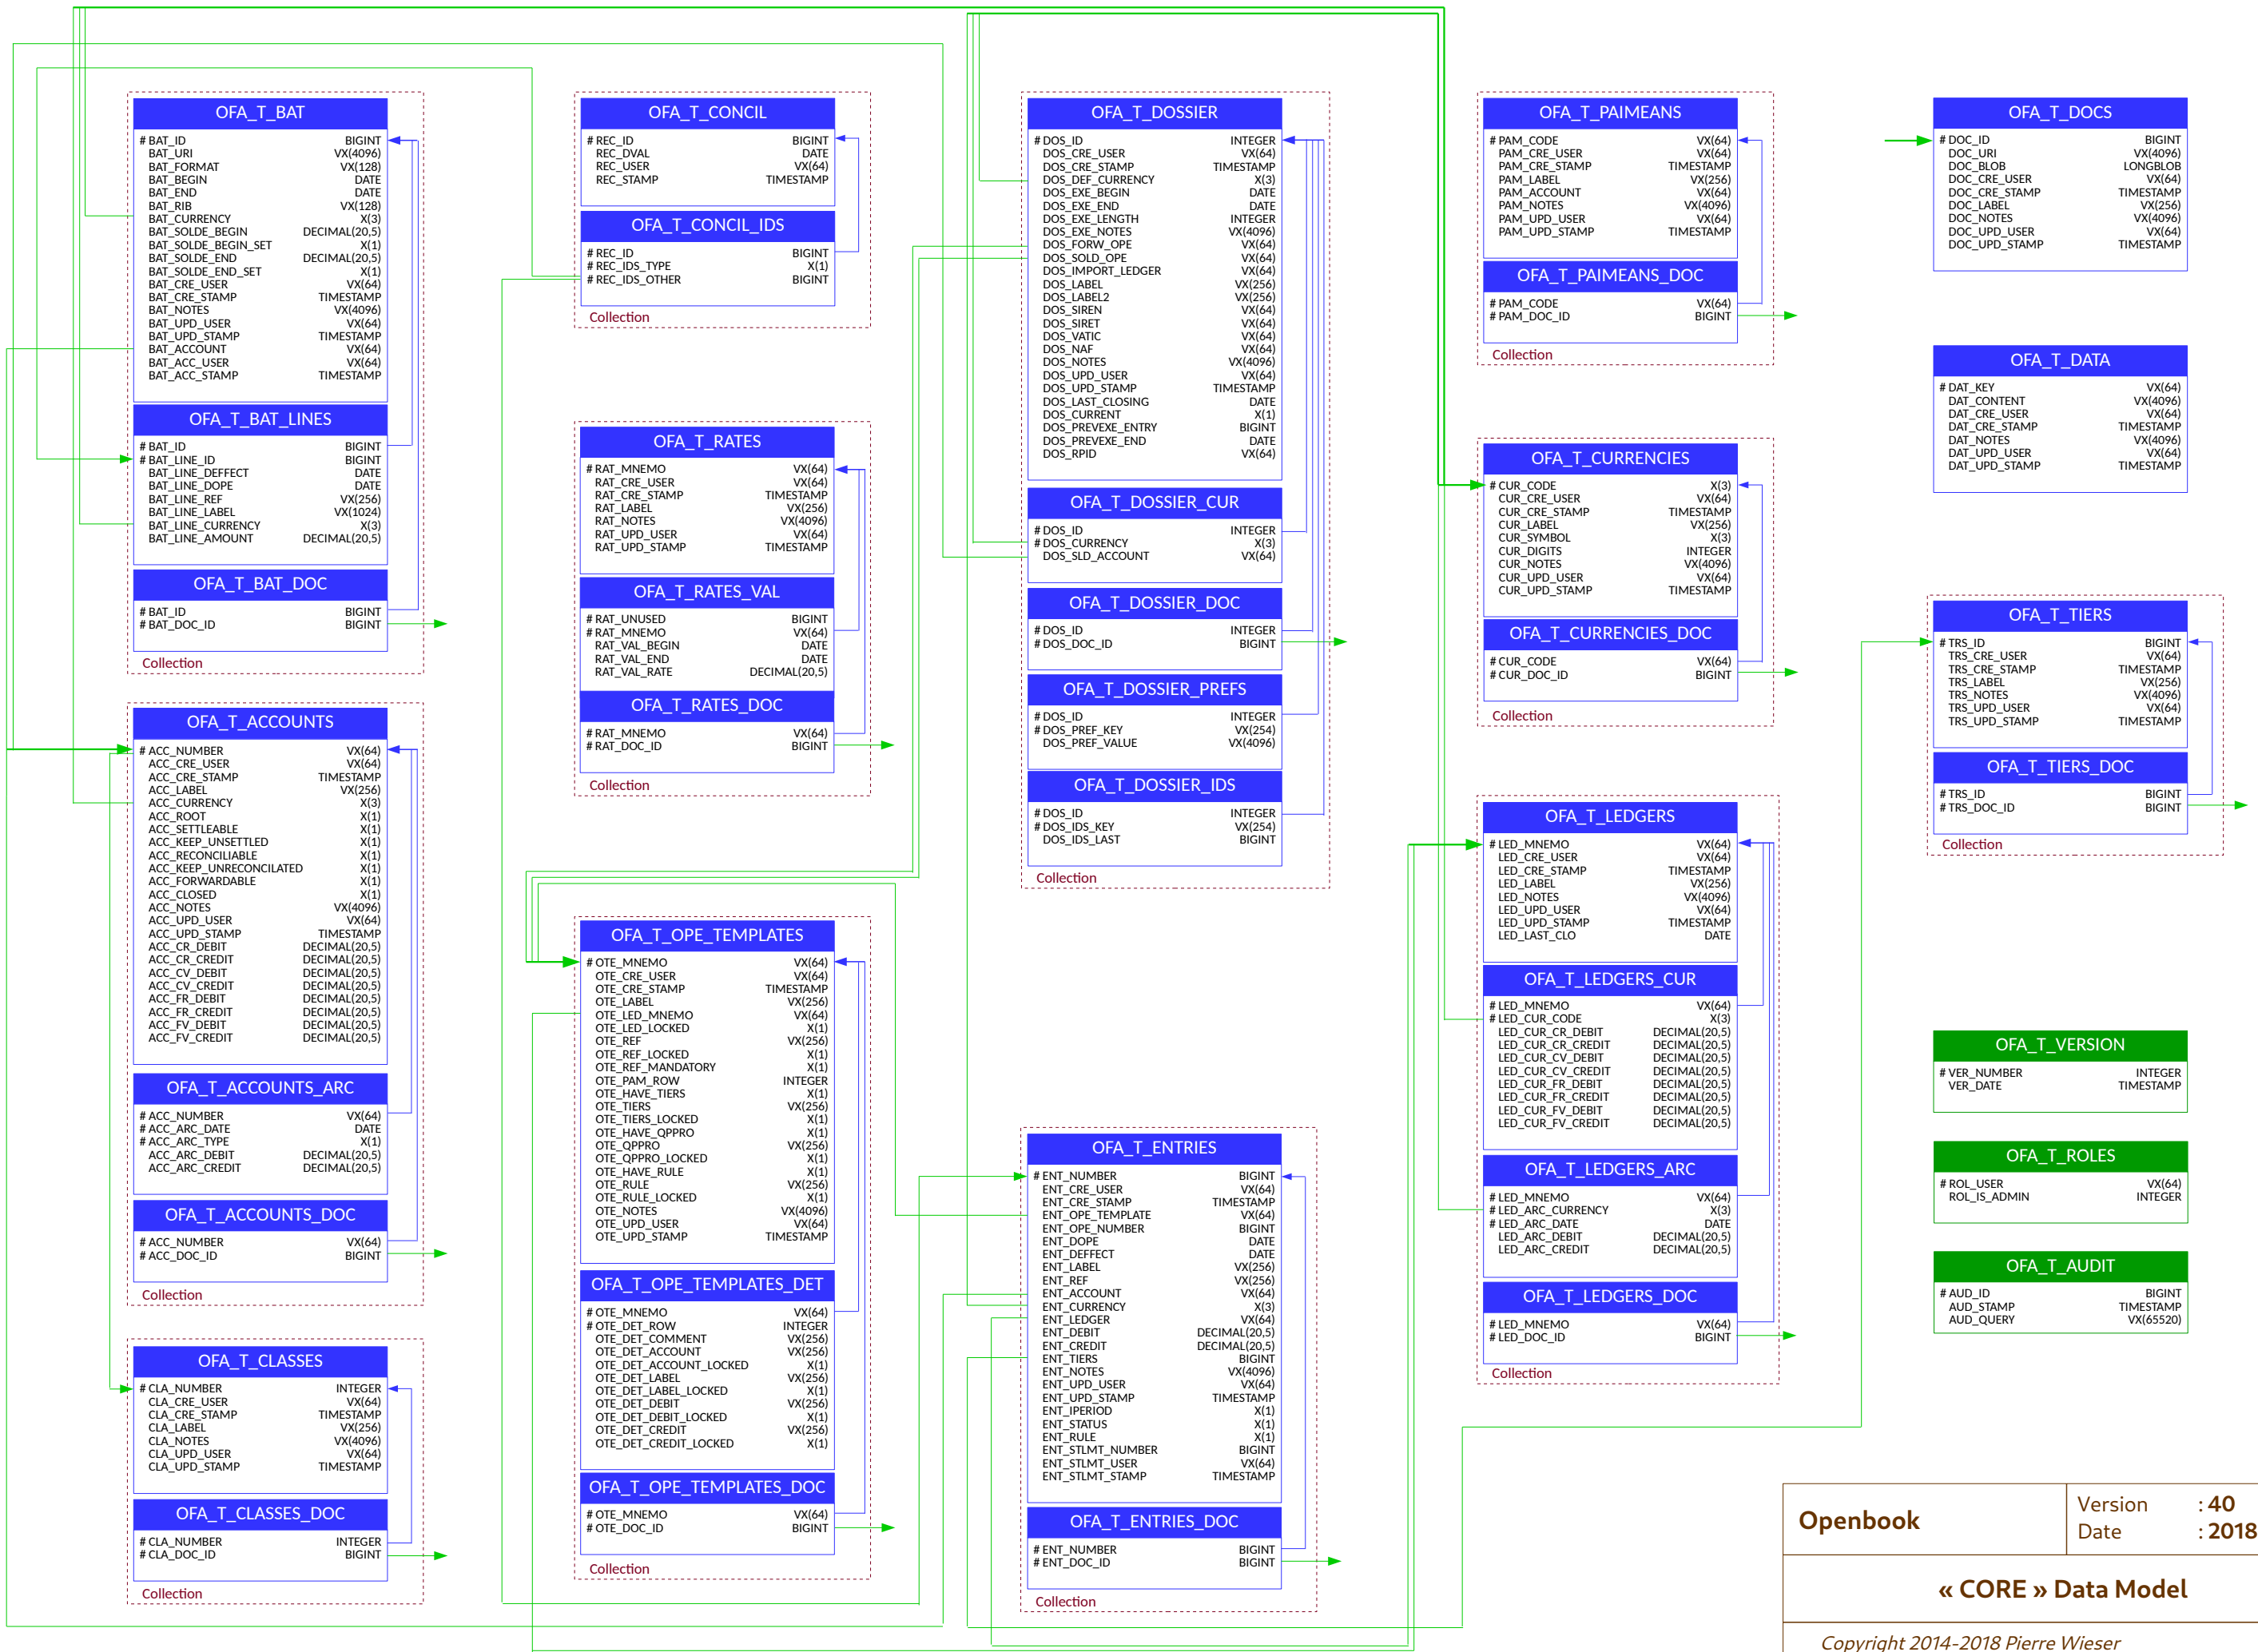 OFA_T_BAT
# BAT_ID BIGINT
BAT_URI VX(4096)
BAT_FORMAT VX(128)
BAT_BEGIN DATE
BAT_END DATE
BAT_RIB VX(128)
BAT_CURRENCY X(3)
BAT_SOLDE_BEGIN DECIMAL(20,5)
BAT_SOLDE_BEGIN_SET X(1)
BAT_SOLDE_END DECIMAL(20,5)
BAT_SOLDE_END_SET X(1)
BAT_CRE_USER VX(64)
BAT_CRE_STAMP TIMESTAMP
BAT_NOTES VX(4096)
BAT_UPD_USER VX(64)
BAT_UPD_STAMP TIMESTAMP
BAT_ACCOUNT VX(64)
BAT_ACC_USER VX(64)
BAT_ACC_STAMP TIMESTAMP
OFA_T_BAT_LINES
# BAT_ID BIGINT
# BAT_LINE_ID BIGINT
BAT_LINE_DEFFECT DATE
BAT_LINE_DOPE DATE
BAT_LINE_REF VX(256)
BAT_LINE_LABEL VX(1024)
BAT_LINE_CURRENCY X(3)
BAT_LINE_AMOUNT DECIMAL(20,5)
OFA_T_BAT_DOC
# BAT_ID BIGINT
# BAT_DOC_ID BIGINT
Collection
OFA_T_ACCOUNTS
# ACC_NUMBER VX(64)
ACC_CRE_USER VX(64)
ACC_CRE_STAMP TIMESTAMP
ACC_LABEL VX(256)
ACC_CURRENCY X(3)
ACC_ROOT X(1)
ACC_SETTLEABLE X(1)
ACC_KEEP_UNSETTLED X(1)
ACC_RECONCILIABLE X(1)
ACC_KEEP_UNRECONCILATED X(1)
ACC_FORWARDABLE X(1)
ACC_CLOSED X(1)
ACC_NOTES VX(4096)
ACC_UPD_USER VX(64)
ACC_UPD_STAMP TIMESTAMP
ACC_CR_DEBIT DECIMAL(20,5)
ACC_CR_CREDIT DECIMAL(20,5)
ACC_CV_DEBIT DECIMAL(20,5)
ACC_CV_CREDIT DECIMAL(20,5)
ACC_FR_DEBIT DECIMAL(20,5)
ACC_FR_CREDIT DECIMAL(20,5)
ACC_FV_DEBIT DECIMAL(20,5)
ACC_FV_CREDIT DECIMAL(20,5)
OFA_T_ACCOUNTS_ARC
# ACC_NUMBER VX(64)
# ACC_ARC_DATE DATE
# ACC_ARC_TYPE X(1)
ACC_ARC_DEBIT DECIMAL(20,5)
ACC_ARC_CREDIT DECIMAL(20,5)
OFA_T_ACCOUNTS_DOC
# ACC_NUMBER VX(64)
# ACC_DOC_ID BIGINT
Collection
OFA_T_CLASSES
# CLA_NUMBER INTEGER
CLA_CRE_USER VX(64)
CLA_CRE_STAMP TIMESTAMP
CLA_LABEL VX(256)
CLA_NOTES VX(4096)
CLA_UPD_USER VX(64)
CLA_UPD_STAMP TIMESTAMP
OFA_T_CLASSES_DOC
# CLA_NUMBER INTEGER
# CLA_DOC_ID BIGINT
Collection
OFA_T_CONCIL
# REC_ID BIGINT
REC_DVAL DATE
REC_USER VX(64)
REC_STAMP TIMESTAMP
OFA_T_CONCIL_IDS
# REC_ID BIGINT
# REC_IDS_TYPE X(1)
# REC_IDS_OTHER BIGINT
Collection
OFA_T_RATES
# RAT_MNEMO VX(64)
RAT_CRE_USER VX(64)
RAT_CRE_STAMP TIMESTAMP
RAT_LABEL VX(256)
RAT_NOTES VX(4096)
RAT_UPD_USER VX(64)
RAT_UPD_STAMP TIMESTAMP
OFA_T_RATES_VAL
# RAT_UNUSED BIGINT
# RAT_MNEMO VX(64)
RAT_VAL_BEGIN DATE
RAT_VAL_END DATE
RAT_VAL_RATE DECIMAL(20,5)
OFA_T_RATES_DOC
# RAT_MNEMO VX(64)
# RAT_DOC_ID BIGINT
Collection
OFA_T_OPE_TEMPLATES
# OTE_MNEMO VX(64)
OTE_CRE_USER VX(64)
OTE_CRE_STAMP TIMESTAMP
OTE_LABEL VX(256)
OTE_LED_MNEMO VX(64)
OTE_LED_LOCKED X(1)
OTE_REF VX(256)
OTE_REF_LOCKED X(1)
OTE_REF_MANDATORY X(1)
OTE_PAM_ROW INTEGER
OTE_HAVE_TIERS X(1)
OTE_TIERS VX(256)
OTE_TIERS_LOCKED X(1)
OTE_HAVE_QPPRO X(1)
OTE_QPPRO VX(256)
OTE_QPPRO_LOCKED X(1)
OTE_HAVE_RULE X(1)
OTE_RULE VX(256)
OTE_RULE_LOCKED X(1)
OTE_NOTES VX(4096)
OTE_UPD_USER VX(64)
OTE_UPD_STAMP TIMESTAMP
OFA_T_OPE_TEMPLATES_DET
# OTE_MNEMO VX(64)
# OTE_DET_ROW INTEGER
OTE_DET_COMMENT VX(256)
OTE_DET_ACCOUNT VX(256)
OTE_DET_ACCOUNT_LOCKED X(1)
OTE_DET_LABEL VX(256)
OTE_DET_LABEL_LOCKED X(1)
OTE_DET_DEBIT VX(256)
OTE_DET_DEBIT_LOCKED X(1)
OTE_DET_CREDIT VX(256)
OTE_DET_CREDIT_LOCKED X(1)
OFA_T_OPE_TEMPLATES_DOC
# OTE_MNEMO VX(64)
# OTE_DOC_ID BIGINT
Collection
OFA_T_DOSSIER
# DOS_ID INTEGER
DOS_CRE_USER VX(64)
DOS_CRE_STAMP TIMESTAMP
DOS_DEF_CURRENCY X(3)
DOS_EXE_BEGIN DATE
DOS_EXE_END DATE
DOS_EXE_LENGTH INTEGER
DOS_EXE_NOTES VX(4096)
DOS_FORW_OPE VX(64)
DOS_SOLD_OPE VX(64)
DOS_IMPORT_LEDGER VX(64)
DOS_LABEL VX(256)
DOS_LABEL2 VX(256)
DOS_SIREN VX(64)
DOS_SIRET VX(64)
DOS_VATIC VX(64)
DOS_NAF VX(64)
DOS_NOTES VX(4096)
DOS_UPD_USER VX(64)
DOS_UPD_STAMP TIMESTAMP
DOS_LAST_CLOSING DATE
DOS_CURRENT X(1)
DOS_PREVEXE_ENTRY BIGINT
DOS_PREVEXE_END DATE
DOS_RPID VX(64)
OFA_T_DOSSIER_CUR
# DOS_ID INTEGER
# DOS_CURRENCY X(3)
DOS_SLD_ACCOUNT VX(64)
OFA_T_DOSSIER_DOC
# DOS_ID INTEGER
# DOS_DOC_ID BIGINT
OFA_T_DOSSIER_PREFS
# DOS_ID INTEGER
# DOS_PREF_KEY VX(254)
DOS_PREF_VALUE VX(4096)
OFA_T_DOSSIER_IDS
# DOS_ID INTEGER
# DOS_IDS_KEY VX(254)
DOS_IDS_LAST BIGINT
Collection
OFA_T_ENTRIES
# ENT_NUMBER BIGINT
ENT_CRE_USER VX(64)
ENT_CRE_STAMP TIMESTAMP
ENT_OPE_TEMPLATE VX(64)
ENT_OPE_NUMBER BIGINT
ENT_DOPE DATE
ENT_DEFFECT DATE
ENT_LABEL VX(256)
ENT_REF VX(256)
ENT_ACCOUNT VX(64)
ENT_CURRENCY X(3)
ENT_LEDGER VX(64)
ENT_DEBIT DECIMAL(20,5)
ENT_CREDIT DECIMAL(20,5)
ENT_TIERS BIGINT
ENT_NOTES VX(4096)
ENT_UPD_USER VX(64)
ENT_UPD_STAMP TIMESTAMP
ENT_IPERIOD X(1)
ENT_STATUS X(1)
ENT_RULE X(1)
ENT_STLMT_NUMBER BIGINT
ENT_STLMT_USER VX(64)
ENT_STLMT_STAMP TIMESTAMP
OFA_T_ENTRIES_DOC
# ENT_NUMBER BIGINT
# ENT_DOC_ID BIGINT
Collection
OFA_T_PAIMEANS
# PAM_CODE VX(64)
PAM_CRE_USER VX(64)
PAM_CRE_STAMP TIMESTAMP
PAM_LABEL VX(256)
PAM_ACCOUNT VX(64)
PAM_NOTES VX(4096)
PAM_UPD_USER VX(64)
PAM_UPD_STAMP TIMESTAMP
OFA_T_PAIMEANS_DOC
# PAM_CODE VX(64)
# PAM_DOC_ID BIGINT
Collection
OFA_T_CURRENCIES
# CUR_CODE X(3)
CUR_CRE_USER VX(64)
CUR_CRE_STAMP TIMESTAMP
CUR_LABEL VX(256)
CUR_SYMBOL X(3)
CUR_DIGITS INTEGER
CUR_NOTES VX(4096)
CUR_UPD_USER VX(64)
CUR_UPD_STAMP TIMESTAMP
OFA_T_CURRENCIES_DOC
# CUR_CODE VX(64)
# CUR_DOC_ID BIGINT
Collection
OFA_T_LEDGERS
# LED_MNEMO VX(64)
LED_CRE_USER VX(64)
LED_CRE_STAMP TIMESTAMP
LED_LABEL VX(256)
LED_NOTES VX(4096)
LED_UPD_USER VX(64)
LED_UPD_STAMP TIMESTAMP
LED_LAST_CLO DATE
OFA_T_LEDGERS_CUR
# LED_MNEMO VX(64)
# LED_CUR_CODE X(3)
LED_CUR_CR_DEBIT DECIMAL(20,5)
LED_CUR_CR_CREDIT DECIMAL(20,5)
LED_CUR_CV_DEBIT DECIMAL(20,5)
LED_CUR_CV_CREDIT DECIMAL(20,5)
LED_CUR_FR_DEBIT DECIMAL(20,5)
LED_CUR_FR_CREDIT DECIMAL(20,5)
LED_CUR_FV_DEBIT DECIMAL(20,5)
LED_CUR_FV_CREDIT DECIMAL(20,5)
OFA_T_LEDGERS_ARC
# LED_MNEMO VX(64)
# LED_ARC_CURRENCY X(3)
# LED_ARC_DATE DATE
LED_ARC_DEBIT DECIMAL(20,5)
LED_ARC_CREDIT DECIMAL(20,5)
OFA_T_LEDGERS_DOC
# LED_MNEMO VX(64)
# LED_DOC_ID BIGINT
Collection
OFA_T_DOCS
# DOC_ID BIGINT
DOC_URI VX(4096)
DOC_BLOB LONGBLOB
DOC_CRE_USER VX(64)
DOC_CRE_STAMP TIMESTAMP
DOC_LABEL VX(256)
DOC_NOTES VX(4096)
DOC_UPD_USER VX(64)
DOC_UPD_STAMP TIMESTAMP
OFA_T_DATA
# DAT_KEY VX(64)
DAT_CONTENT VX(4096)
DAT_CRE_USER VX(64)
DAT_CRE_STAMP TIMESTAMP
DAT_NOTES VX(4096)
DAT_UPD_USER VX(64)
DAT_UPD_STAMP TIMESTAMP
OFA_T_TIERS
# TRS_ID BIGINT
TRS_CRE_USER VX(64)
TRS_CRE_STAMP TIMESTAMP
TRS_LABEL VX(256)
TRS_NOTES VX(4096)
TRS_UPD_USER VX(64)
TRS_UPD_STAMP TIMESTAMP
OFA_T_TIERS_DOC
# TRS_ID BIGINT
# TRS_DOC_ID BIGINT
Collection
OFA_T_VERSION
# VER_NUMBER INTEGER
VER_DATE TIMESTAMP
OFA_T_ROLES
# ROL_USER VX(64)
ROL_IS_ADMIN INTEGER
OFA_T_AUDIT
# AUD_ID BIGINT
AUD_STAMP TIMESTAMP
AUD_QUERY VX(65520)
Openbook
Version : 40
Date : 2018
« CORE » Data Model
Copyright 2014-2018 Pierre Wieser